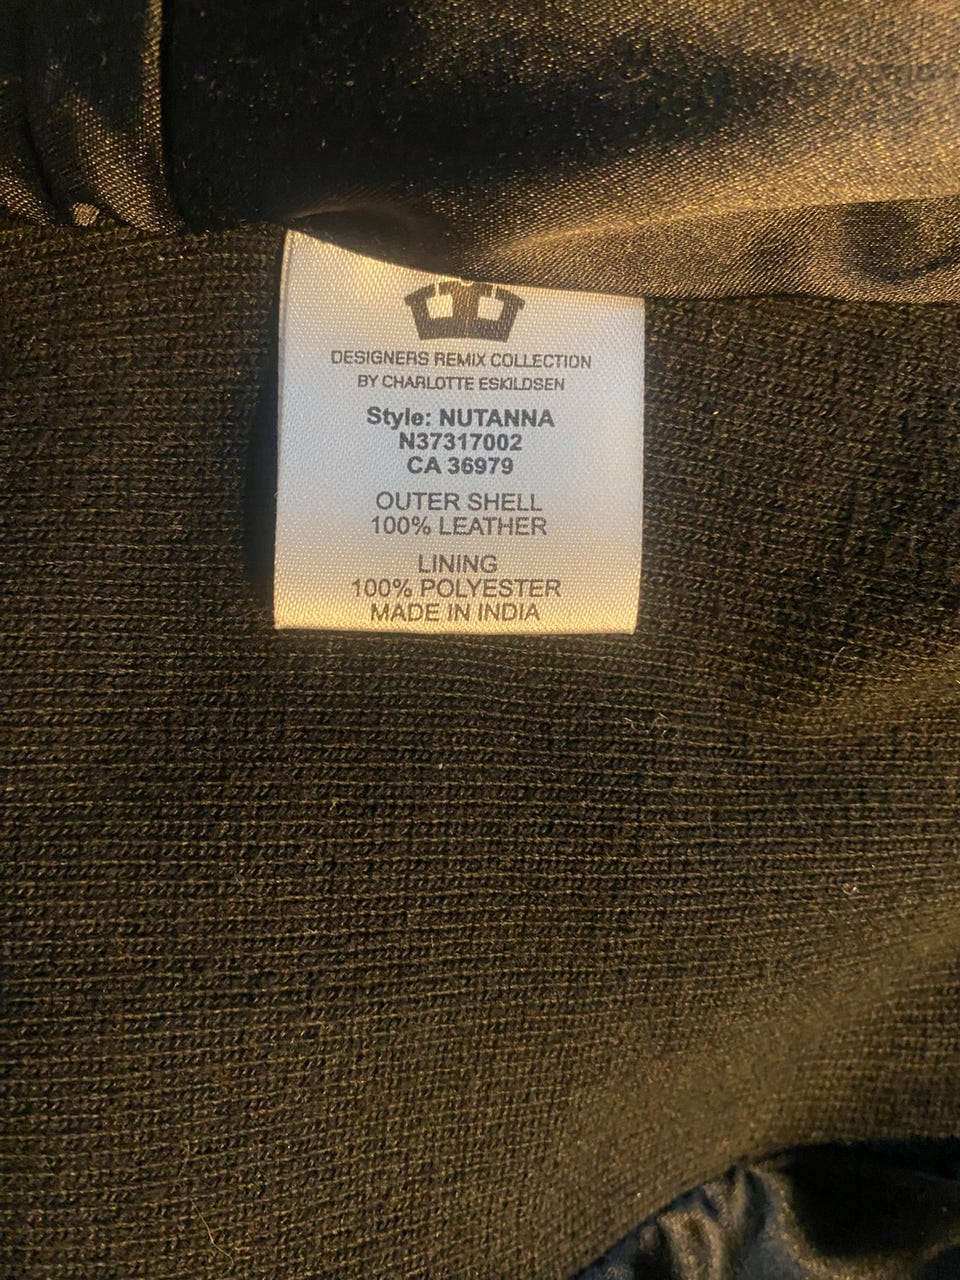 DESIGNERS REMIX COLLECTION
BY CHARLOTTE ESKILDSEN
Style: NUTANNA
N37317002
CA 36979
OUTER SHELL
100% LEATHER
LINING
100% POLYESTER
MADE IN INDIA